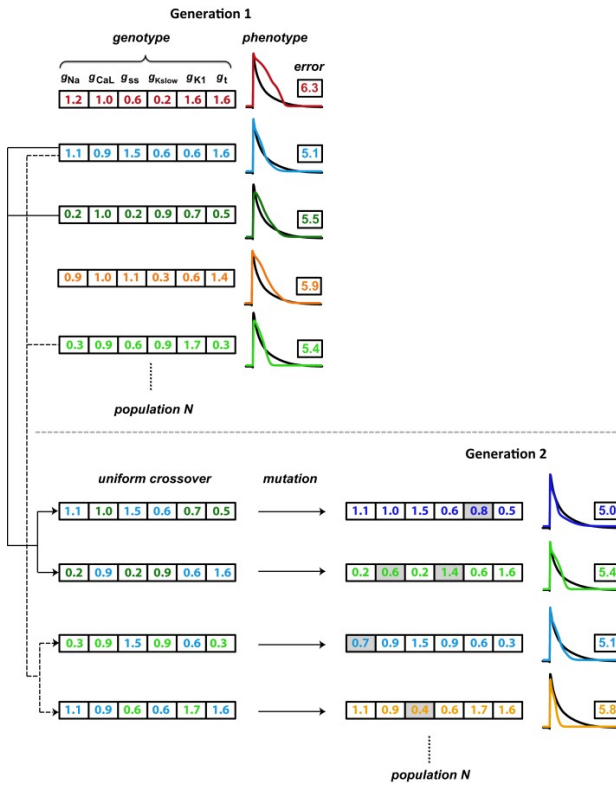 Generation 1
genotype phenotype
error
gNa gCaL gss gKslow gK1 gt
1.2 1.0 0.6 0.2 1.6 1.6 6.3
1.1 0.9 1.5 0.6 0.6 1.6 5.1
0.2 1.0 0.2 0.9 0.7 0.5 5.5
0.9 1.0 1.1 0.3 0.6 1.4 5.9
0.3 0.9 0.6 0.9 1.7 0.3 5.4
population N
Generation 2
uniform crossover mutation
1.1 1.0 1.5 0.6 0.7 0.5 1.1 1.0 1.5 0.6 0.8 0.5 5.0
0.2 0.9 0.2 0.9 0.6 1.6 0.2 0.6 0.2 1.4 0.6 1.6 5.4
0.3 0.9 1.5 0.9 0.6 0.3 0.7 0.9 1.5 0.9 0.6 0.3 5.1
1.1 0.9 0.6 0.6 1.7 1.6 1.1 0.9 0.4 0.6 1.7 1.6 5.8
population N